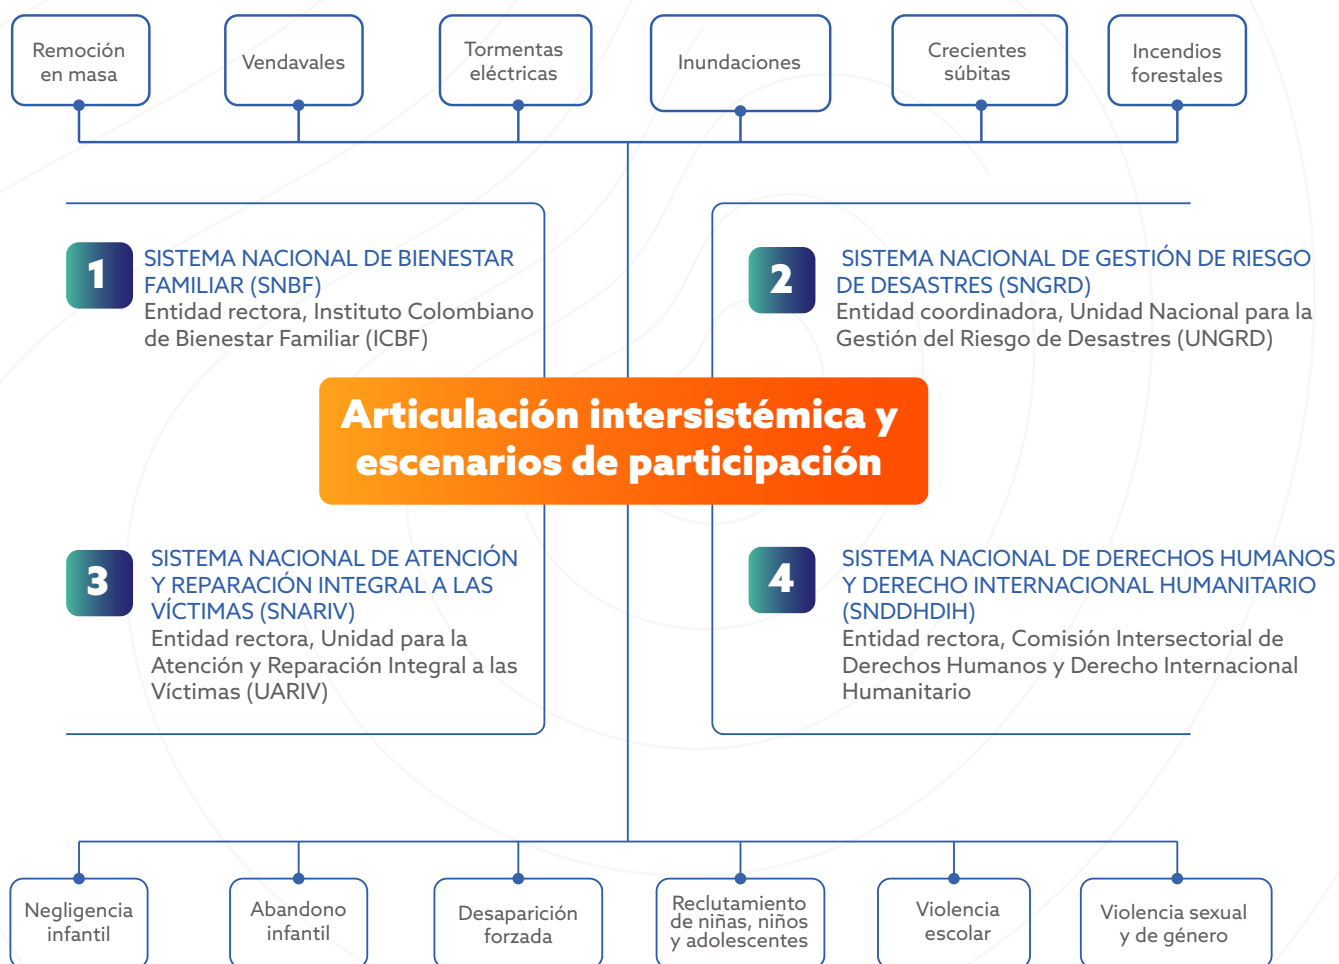 Remoción
en masa
Vendavales
Tormentas
eléctricas
Inundaciones
Crecientes
súbitas
Incendios
forestales
1
SISTEMA NACIONAL DE BIENESTAR
FAMILIAR (SNBF)
Entidad rectora, Instituto Colombiano
de Bienestar Familiar (ICBF)
2
SISTEMA NACIONAL DE GESTIÓN DE RIESGO
DE DESASTRES (SNGRD)
Entidad coordinadora, Unidad Nacional para la
Gestión del Riesgo de Desastres (UNGRD)
Articulación intersistémica y
escenarios de participación
3
SISTEMA NACIONAL DE ATENCIÓN
Y REPARACIÓN INTEGRAL A LAS
VÍCTIMAS (SNARIV)
Entidad rectora, Unidad para la
Atención y Reparación Integral a las
Víctimas (UARIV)
4
SISTEMA NACIONAL DE DERECHOS HUMANOS
Y DERECHO INTERNACIONAL HUMANITARIO
(SNDDHDIH)
Entidad rectora, Comisión Intersectorial de
Derechos Humanos y Derecho Internacional
Humanitario
Negligencia
infantil
Abandono
infantil
Desaparición
forzada
Reclutamiento
de niñas, niños
y adolescentes
Violencia
escolar
Violencia sexual
y de género